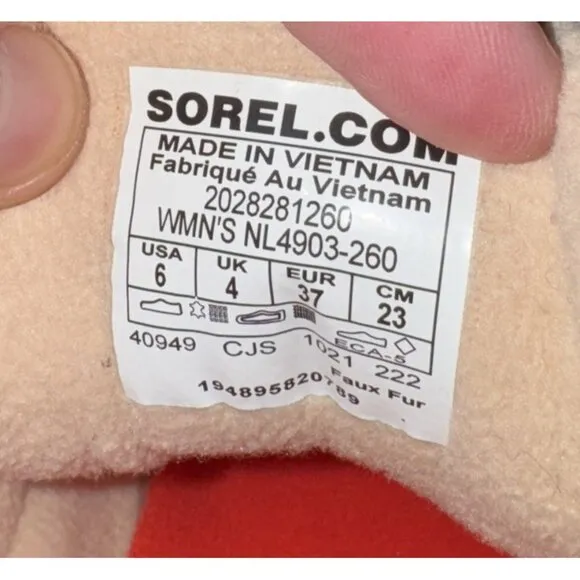 SOREL.COM
MADE IN VIETNAM
Fabriqué Au Vietnam
2028281260
WMN'S NL4903-260
USA UK EUR CM
6 4 37 23
ECA-5
40949 CJS 1021 222
194895820789
Faux Fur